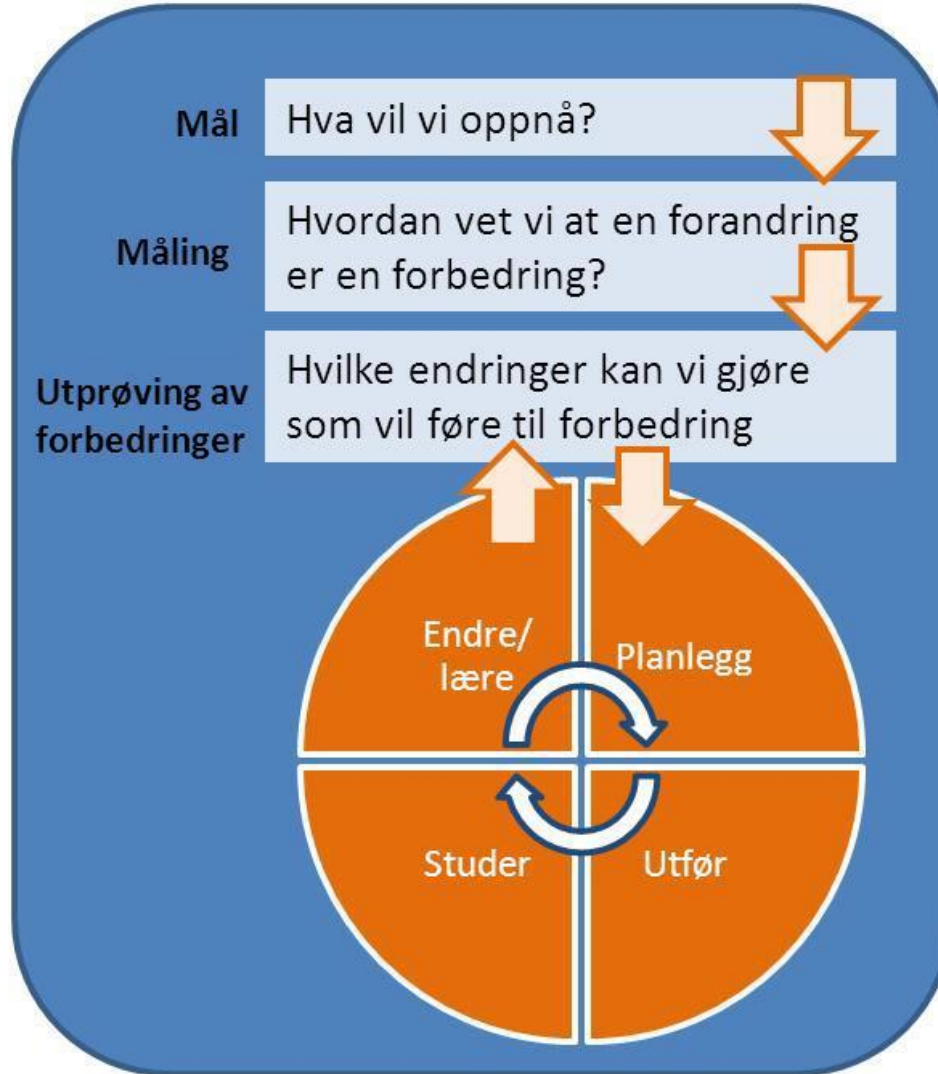 Mål
Hva vil vi oppnå?
Måling
Hvordan vet vi at en forandring
er en forbedring?
Utprøving av
forbedringer
Hvilke endringer kan vi gjøre
som vil føre til forbedring
Endre/
lære
Planlegg
Studer
Utfør